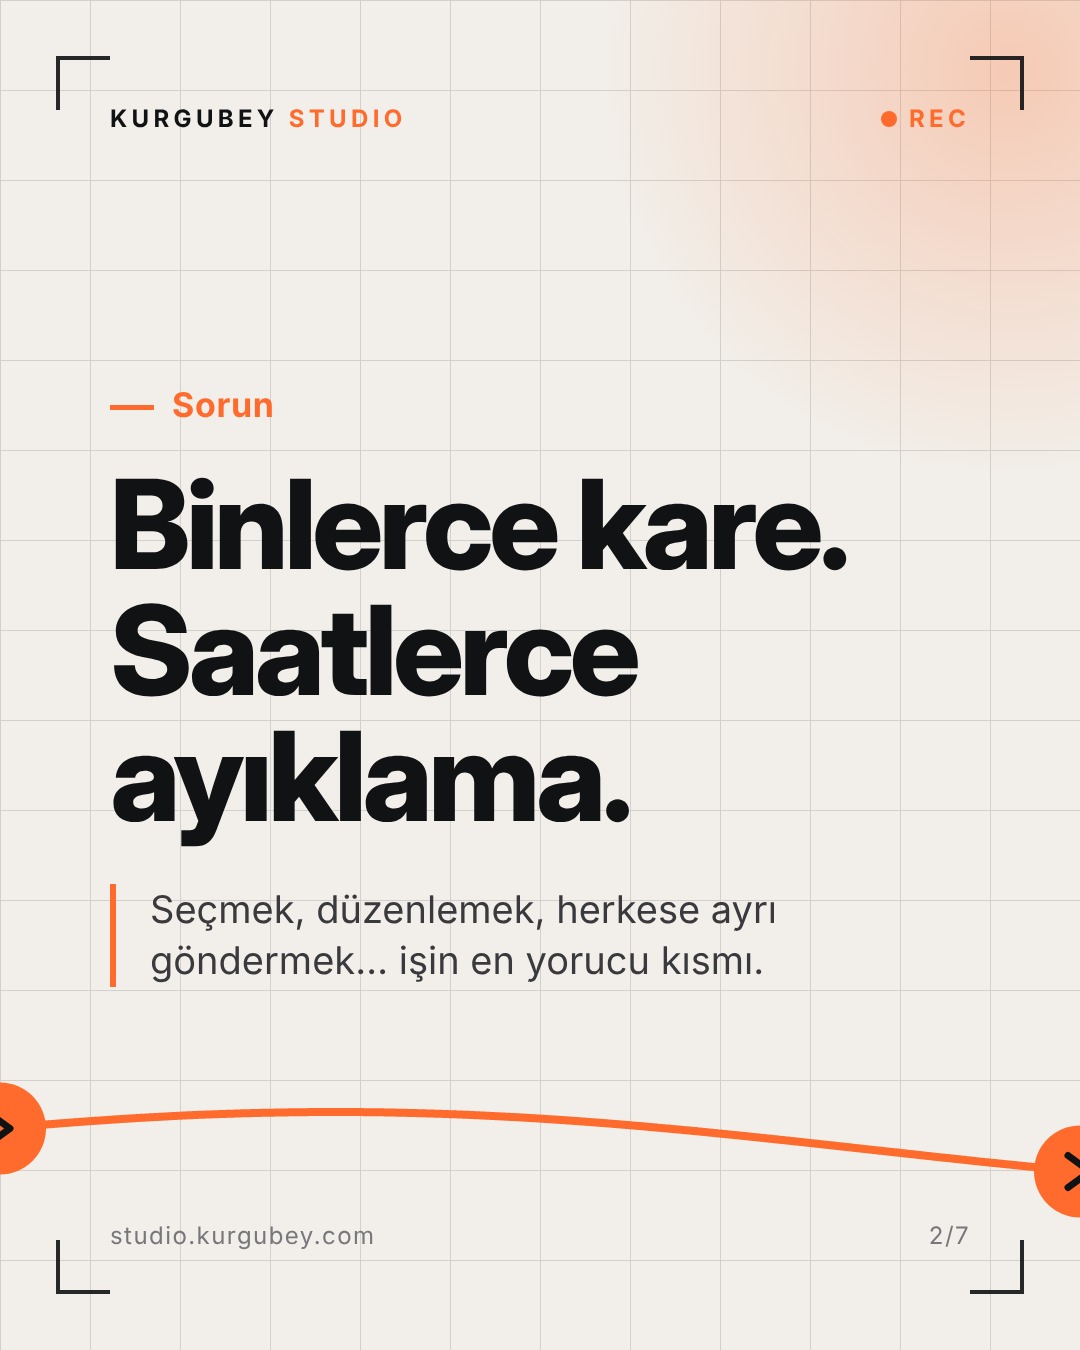 KURGUBEY STUDIO
REC
Sorun
Binlerce kare.
Saatlerce
ayıklama.
Seçmek, düzenlemek, herkese ayrı
göndermek... işin en yorucu kısmı.
studio.kurgubey.com
2/7